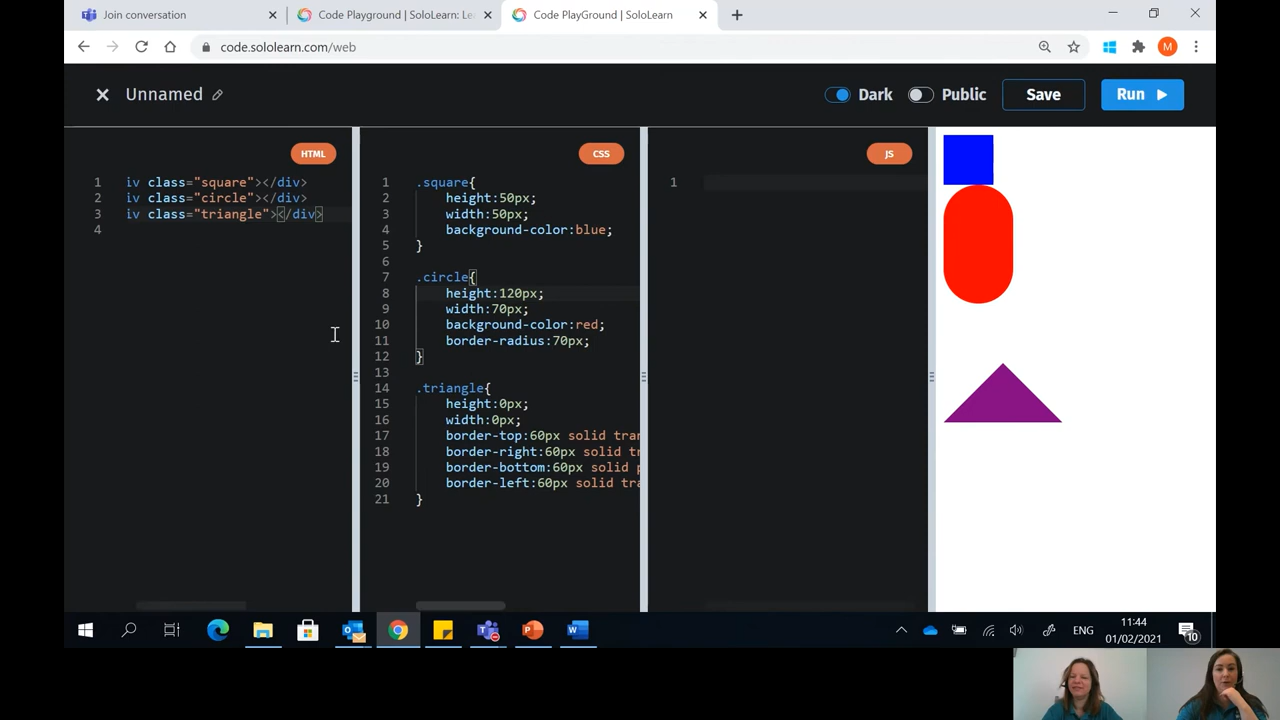 Join conversation
Code Playground | SoloLearn: Le
Code PlayGround | SoloLearn
code.sololearn.com/web
M
Unnamed
Dark
Public
Save
Run
HTML
1 iv class="square"></div>
2 iv class="circle"></div>
3 iv class="triangle"></div>
4
CSS
1 .square{
2 height:50px;
3 width:50px;
4 background-color:blue;
5 }
6
7 .circle{
8 height:120px;
9 width:70px;
10 background-color:red;
11 border-radius:70px;
12 }
13
14 .triangle{
15 height:0px;
16 width:0px;
17 border-top:60px solid tran
18 border-right:60px solid tr
19 border-bottom:60px solid p
20 border-left:60px solid tra
21 }
JS
1
ENG
11:44
01/02/2021
10